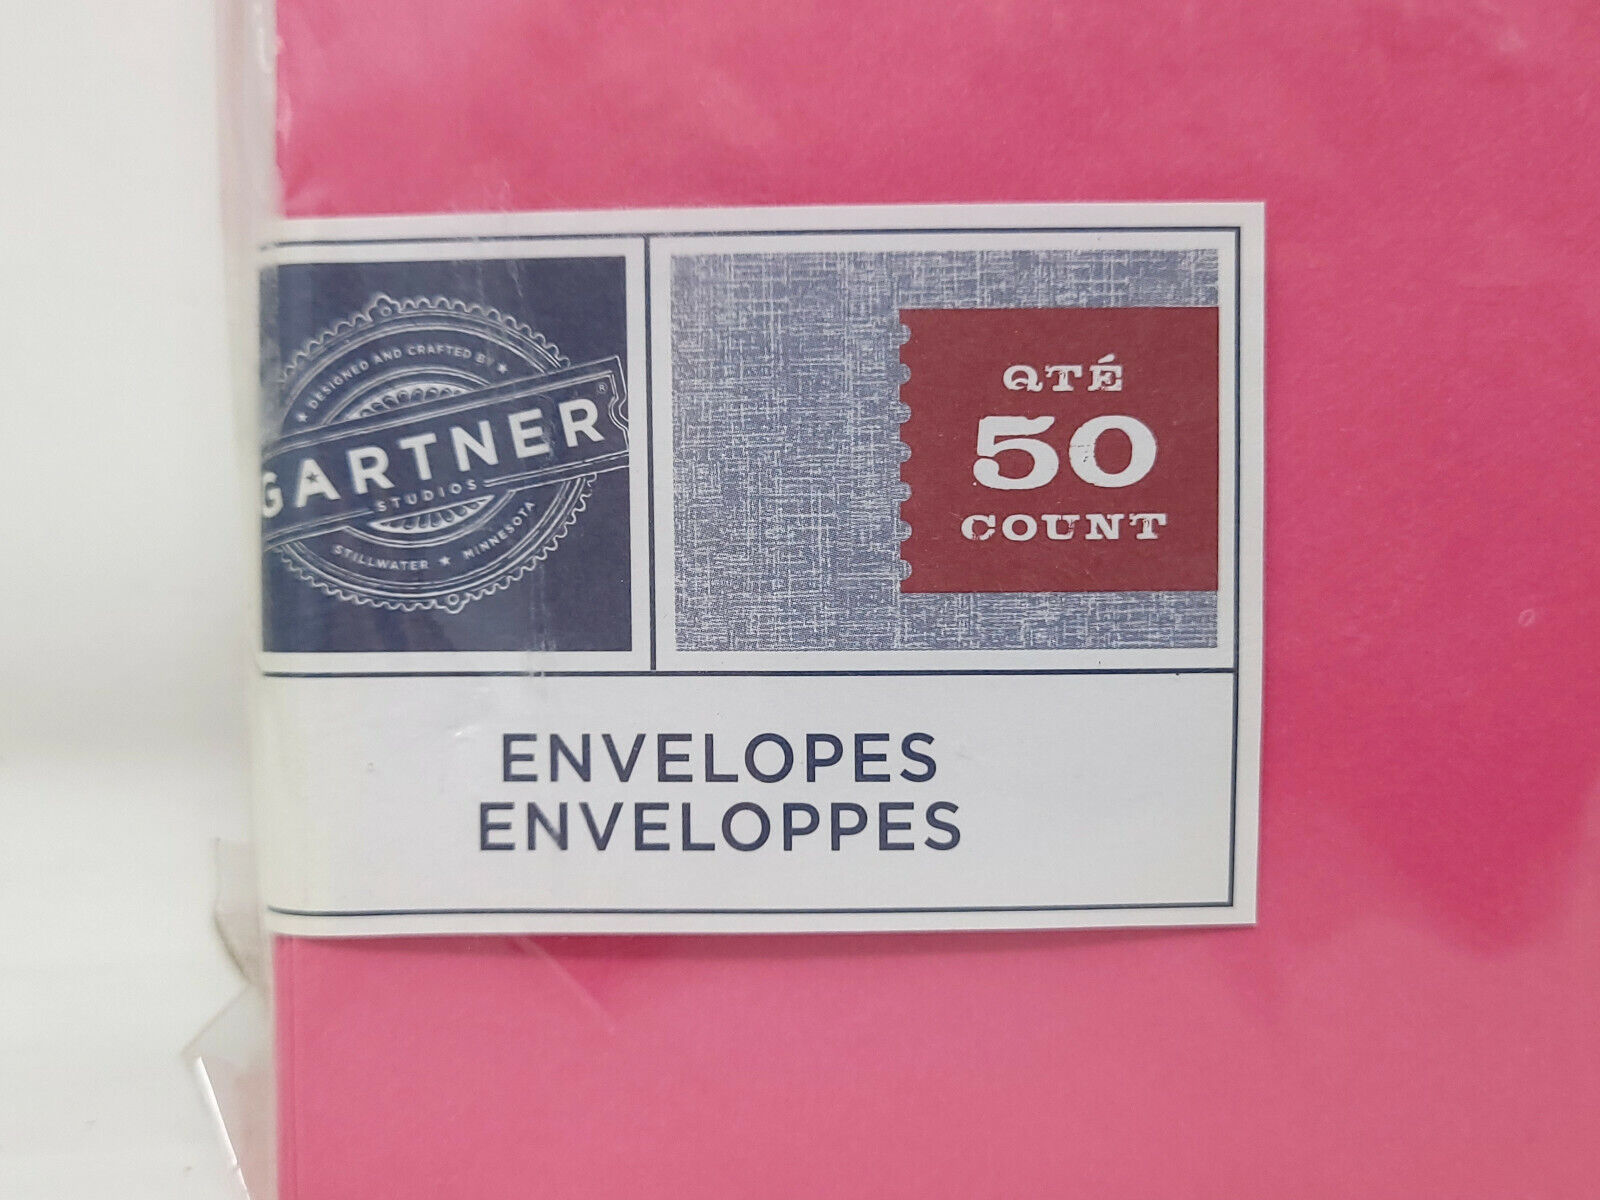 ★ DESIGNED AND CRAFTED BY ★
GARTNER®
STUDIOS
STILLWATER ★ MINNESOTA
QTÉ
50
COUNT
ENVELOPES
ENVELOPPES